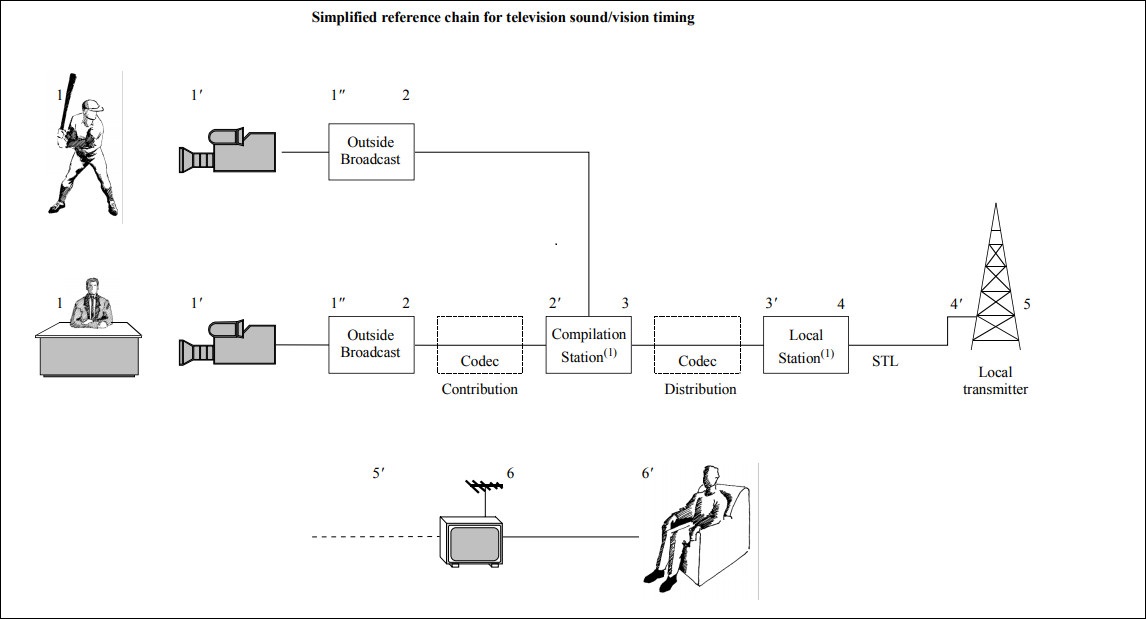 Simplified reference chain for television sound/vision timing
1 1′ 1″ 2
Outside
Broadcast
1 1′ 1″ 2 2′ 3 3′ 4 4′ 5
Outside
Broadcast
Codec
Contribution
Compilation
Station(1)
Codec
Distribution
Local
Station(1)
STL
Local
transmitter
5′ 6 6′